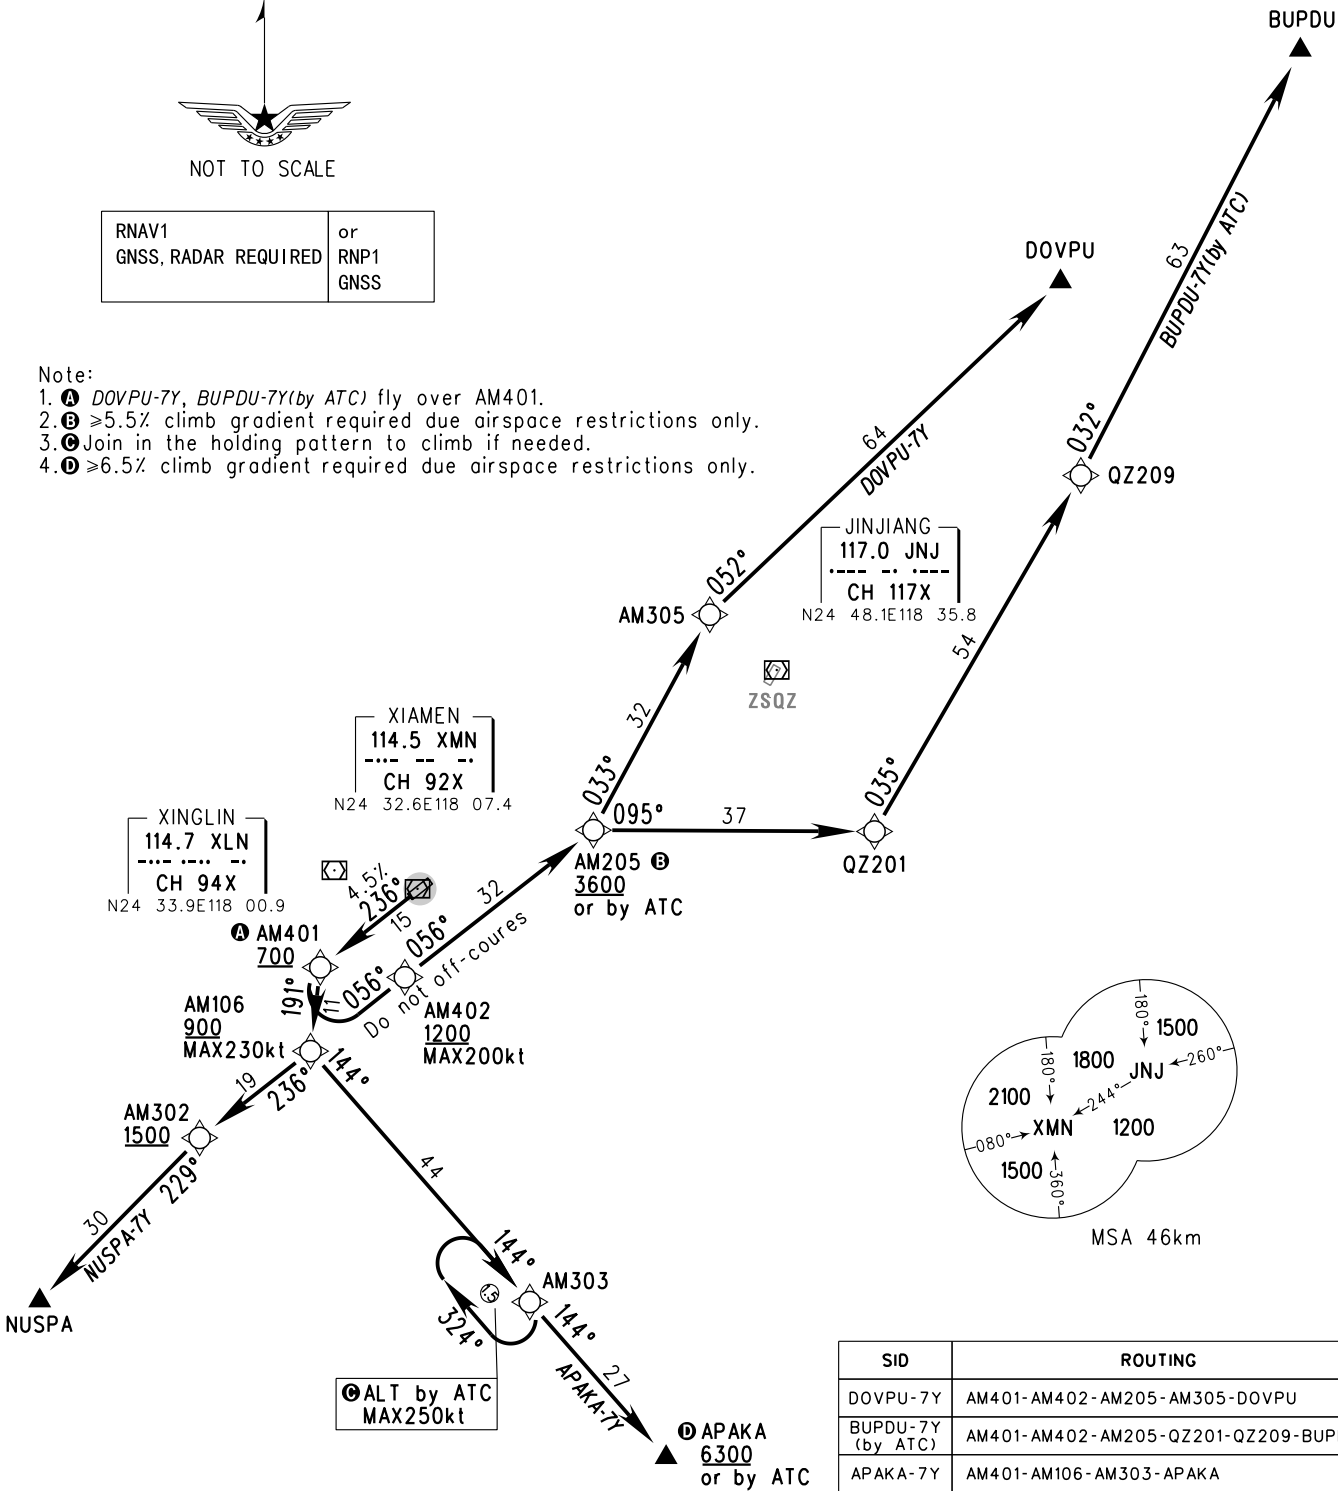 BUPDU
NOT TO SCALE
RNAV1
GNSS, RADAR REQUIRED
or
RNP1
GNSS
DOVPU
63
BUPDU-7Y(by ATC)
Note:
1. A DOVPU-7Y, BUPDU-7Y(by ATC) fly over AM401.
2. B ≥5.5% climb gradient required due airspace restrictions only.
3. C Join in the holding pattern to climb if needed.
4. D ≥6.5% climb gradient required due airspace restrictions only.
64
DOVPU-7Y
032°
QZ209
JINJIANG
117.0 JNJ
·--- -· ·---
CH 117X
N24 48.1E118 35.8
052°
AM305
ZSQZ
54
32
XIAMEN
114.5 XMN
-··- -- -·
CH 92X
N24 32.6E118 07.4
033°
095°
37
035°
QZ201
XINGLIN
114.7 XLN
-··- ·-·· -·
CH 94X
N24 33.9E118 00.9
AM205 B
3600
or by ATC
4.5%
236°
15
32
056°
Do not off-coures
A AM401
700
191°
11
056°
AM402
1200
MAX200kt
AM106
900
MAX230kt
144°
19
236°
AM302
1500
229°
30
NUSPA-7Y
NUSPA
44
144°
AM303
1.5
324°
144°
27
APAKA-7Y
C ALT by ATC
MAX250kt
D APAKA
6300
or by ATC
180°
1500
180°
1800
JNJ
260°
2100
244°
080°
XMN
1200
1500
360°
MSA 46km
SID
ROUTING
DOVPU-7Y
AM401-AM402-AM205-AM305-DOVPU
BUPDU-7Y
(by ATC)
AM401-AM402-AM205-QZ201-QZ209-BUP
APAKA-7Y
AM401-AM106-AM303-APAKA